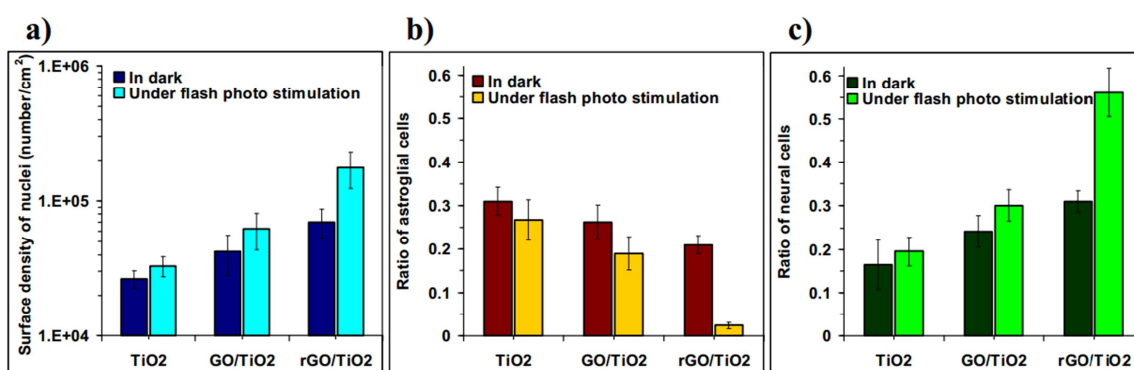 a)
Surface density of nuclei (number/cm²)
1.E+06
1.E+05
1.E+04
In dark
Under flash photo stimulation
TiO2 GO/TiO2 rGO/TiO2
b)
Ratio of astroglial cells
0.6
0.5
0.4
0.3
0.2
0.1
0
In dark
Under flash photo stimulation
TiO2 GO/TiO2 rGO/TiO2
c)
Ratio of neural cells
0.6
0.5
0.4
0.3
0.2
0.1
0
In dark
Under flash photo stimulation
TiO2 GO/TiO2 rGO/TiO2